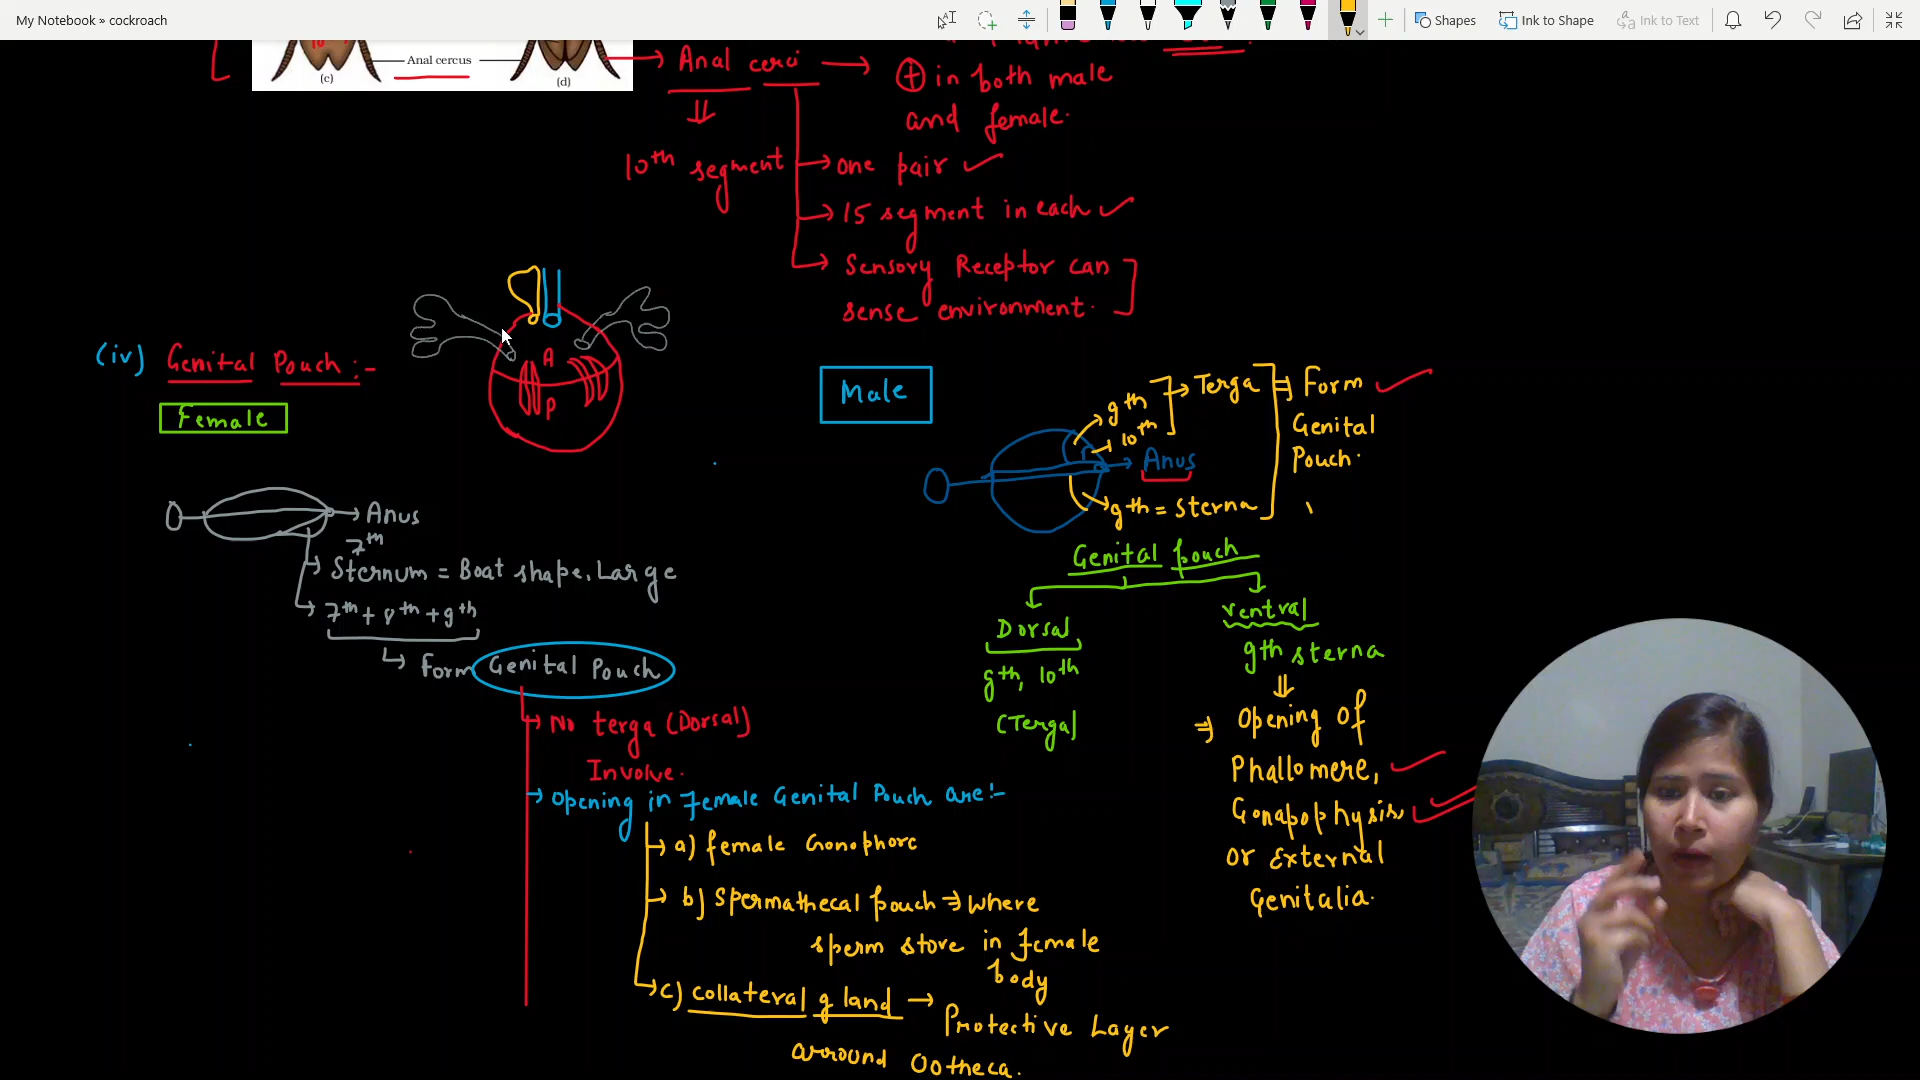 My Notebook » cockroach
Shapes
Ink to Shape
Ink to Text
10
Anal cercus
(c)
(d)
Anal cerci → ⊕ in both male
and female.
⇓
10th segment
→ one pair ✓
→ 15 segment in each ✓
→ Sensory Receptor can
sense environment.
(iv) Genital Pouch :-
Female
A
P
Anus
7th
Sternum = Boat shape, Large
7th + 8th + 9th
Form Genital Pouch
→ No terga (Dorsal)
Involve.
→ Opening in Female Genital Pouch are :-
a) female Gonophore
b) Spermathecal pouch ⇒ Where
sperm store in female
body
c) Collateral gland → Protective Layer
arround Ootheca.
Male
9th
10th
→ Terga
⇒ Form ✓
Genital
Pouch.
Anus
9th = sterna
Genital pouch
Dorsal
9th, 10th
(Terga)
ventral
9th sterna
⇓
⇒ Opening of
Phallomere, ✓
Gonapophysis,
or External
Genitalia.